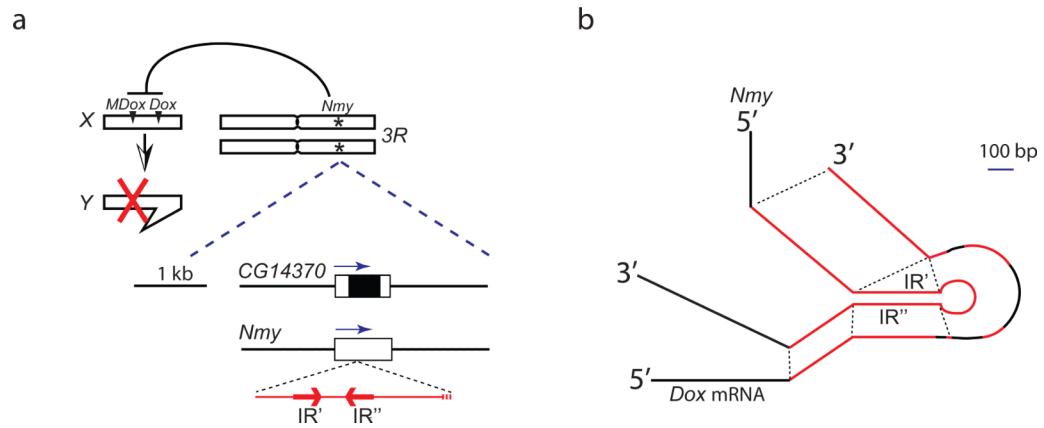 a
MDox Dox
Nmy
X
*
3R
*
Y
1 kb
CG14370
Nmy
IR' IR"
b
Nmy
5'
3'
100 bp
IR'
3'
IR"
5'
Dox mRNA